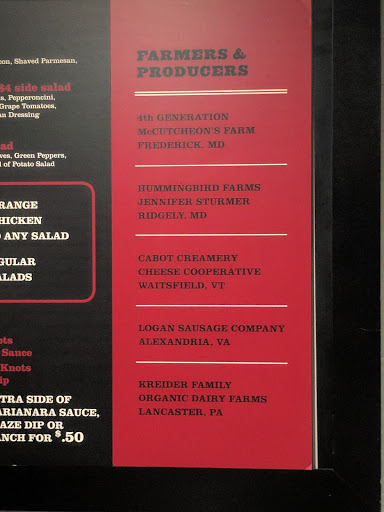 con, Shaved Parmesan,
$4 side salad
s, Pepperoncini,
Grape Tomatoes,
an Dressing
ad
ves, Green Peppers,
l of Potato Salad
RANGE
HICKEN
O ANY SALAD
GULAR
ALADS
ots
Sauce
Knots
ip
TRA SIDE OF
ARIANARA SAUCE,
AZE DIP OR
ANCH FOR $.50
FARMERS &
PRODUCERS
4th GENERATION
McCUTCHEON'S FARM
FREDERICK, MD
HUMMINGBIRD FARMS
JENNIFER STURMER
RIDGELY, MD
CABOT CREAMERY
CHEESE COOPERATIVE
WAITSFIELD, VT
LOGAN SAUSAGE COMPANY
ALEXANDRIA, VA
KREIDER FAMILY
ORGANIC DAIRY FARMS
LANCASTER, PA